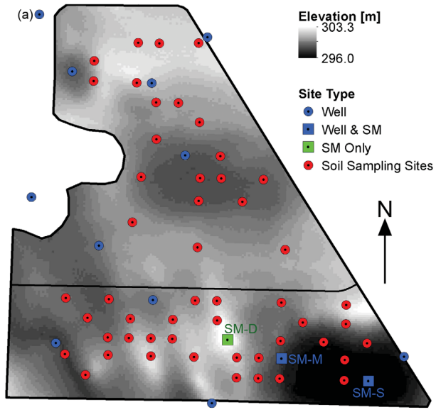 (a)
Elevation [m]
303.3
296.0
Site Type
Well
Well & SM
SM Only
Soil Sampling Sites
N
SM-D
SM-M
SM-S